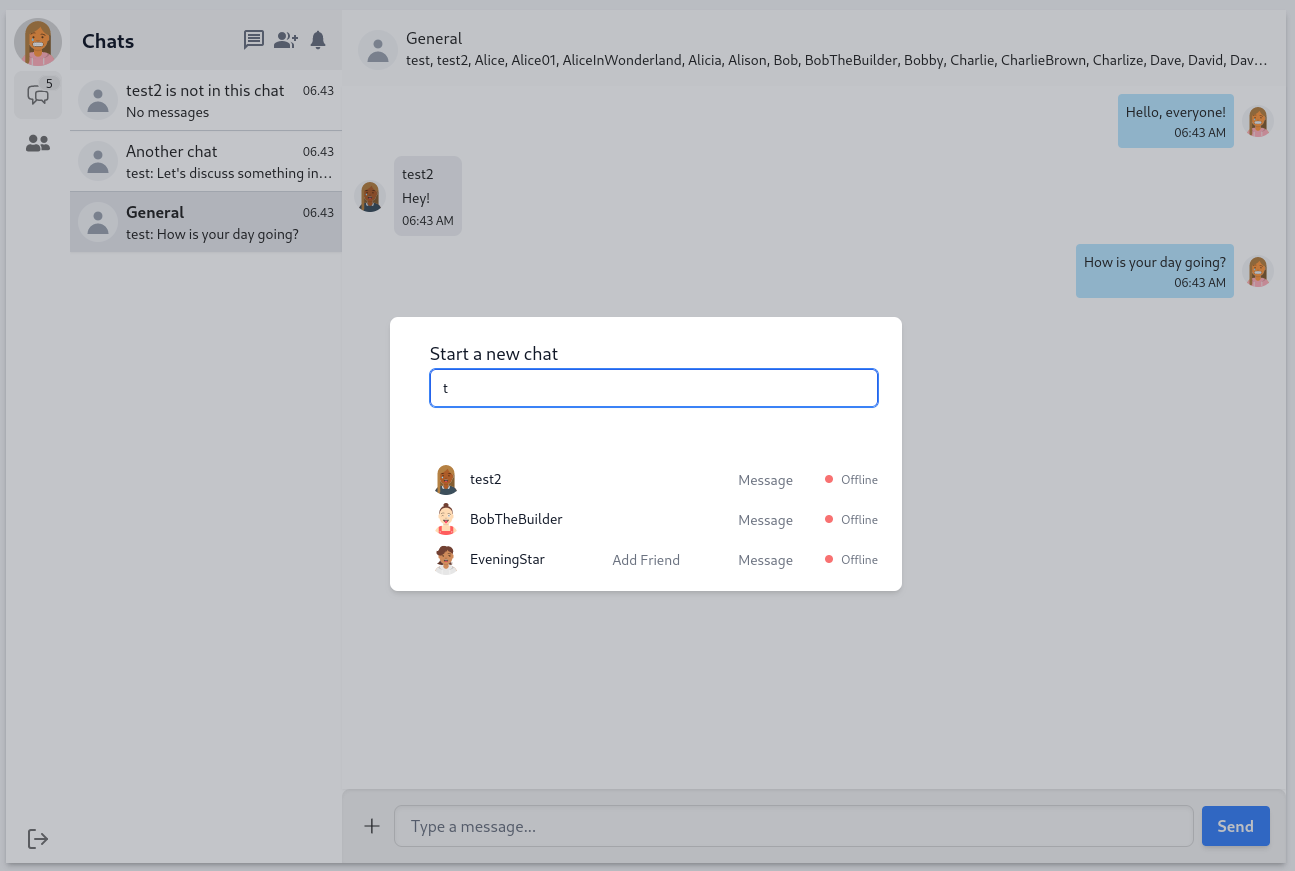 Chats
5
test2 is not in this chat 06.43
No messages
Another chat 06.43
test: Let's discuss something in...
General 06.43
test: How is your day going?
General
test, test2, Alice, Alice01, AliceInWonderland, Alicia, Alison, Bob, BobTheBuilder, Bobby, Charlie, CharlieBrown, Charlize, Dave, David, Dav...
Hello, everyone!
06:43 AM
test2
Hey!
06:43 AM
How is your day going?
06:43 AM
Start a new chat
t
test2 Message Offline
BobTheBuilder Message Offline
EveningStar Add Friend Message Offline
Type a message... Send